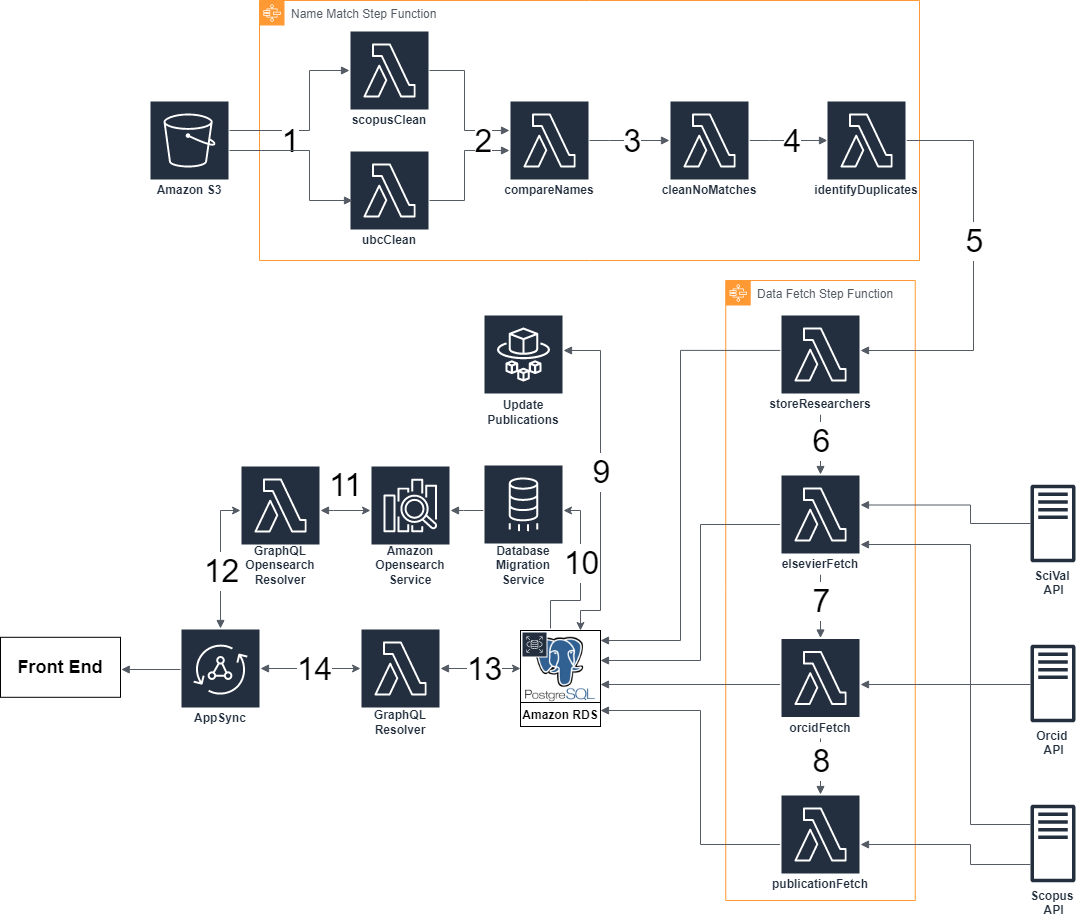 Name Match Step Function
scopusClean
1
2
3
4
Amazon S3
compareNames
cleanNoMatches
identifyDuplicates
ubcClean
5
Data Fetch Step Function
Update
Publications
storeResearchers
6
9
11
GraphQL
Opensearch
Resolver
Amazon
Opensearch
Service
Database
Migration
Service
10
12
elsevierFetch
SciVal
API
7
Front End
14
13
PostgreSQL
Amazon RDS
AppSync
GraphQL
Resolver
orcidFetch
Orcid
API
8
publicationFetch
Scopus
API